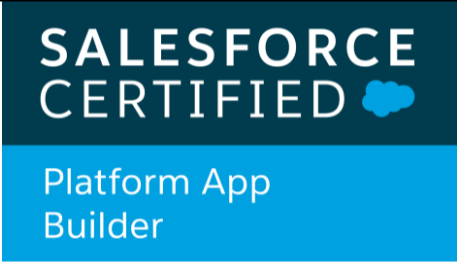 SALESFORCE
CERTIFIED
Platform App
Builder